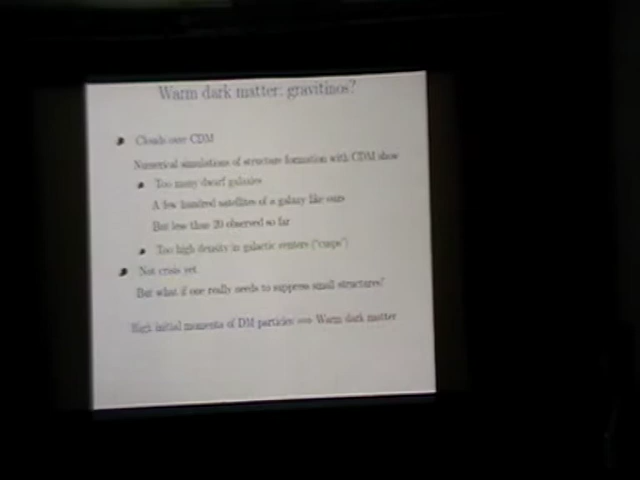 Warm dark matter: gravitinos?
Clouds over CDM
Numerical simulations of structure formation with CDM show
Too many dwarf galaxies
A few hundred satellites of a galaxy like ours
But less than 20 observed so far
Too high density in galactic centers ("cusps")
Not crisis yet
But what if one really needs to suppress small structures?
High initial momenta of DM particles ⟹ Warm dark matter